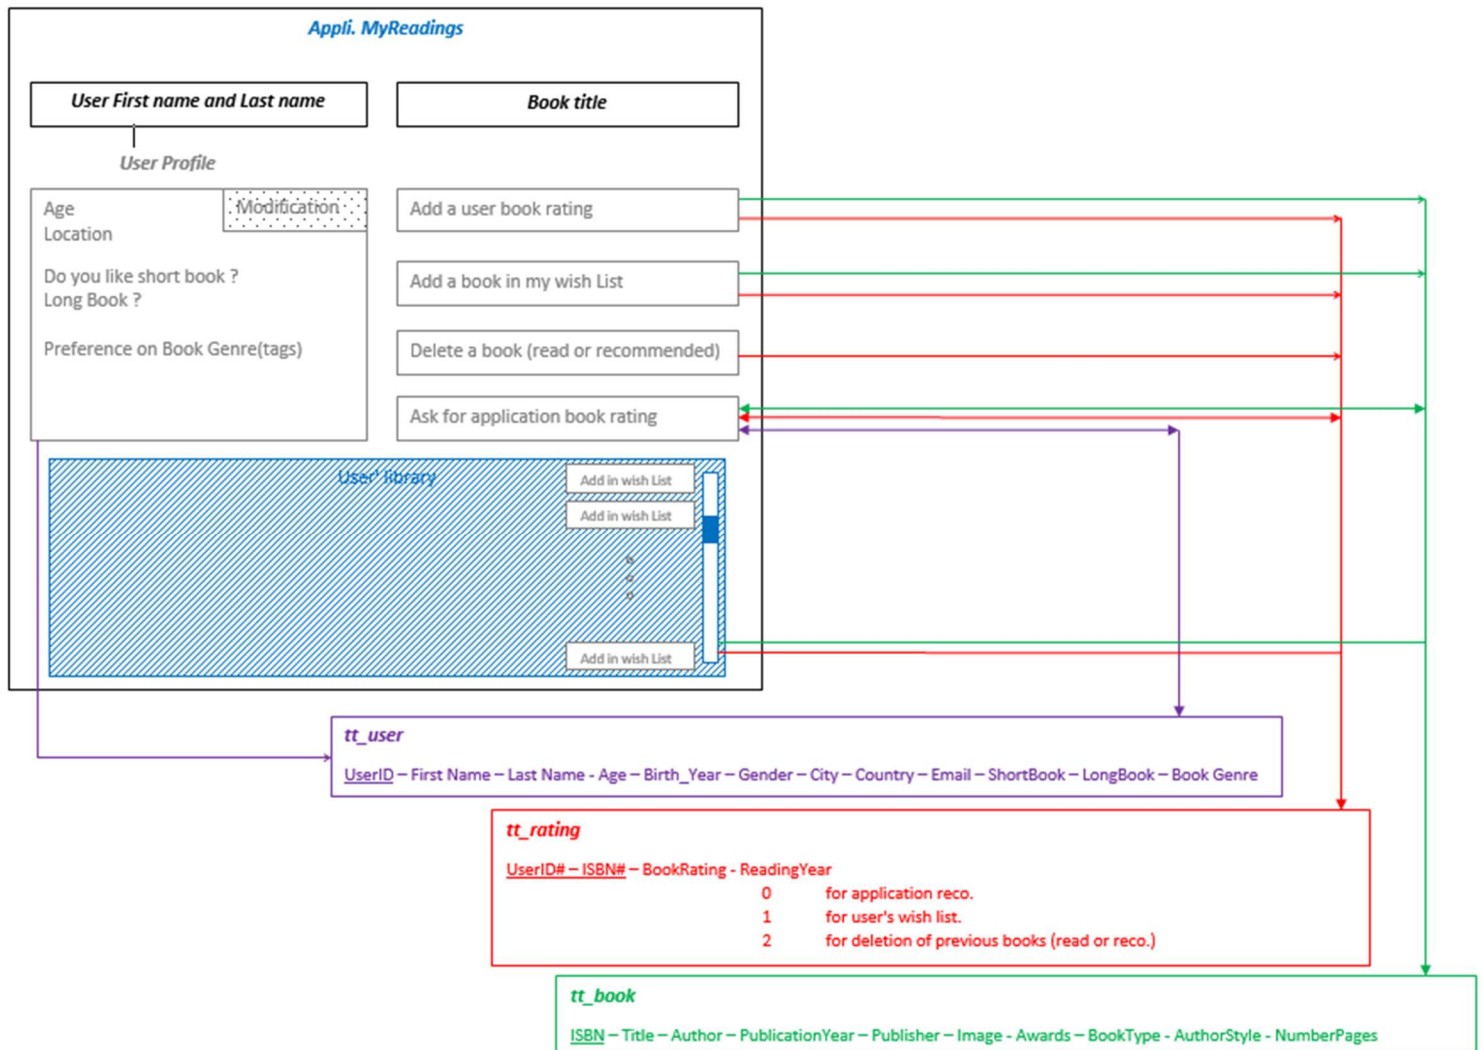 Appli. MyReadings
User First name and Last name
Book title
User Profile
Age
Modification
Location
Do you like short book ?
Long Book ?
Preference on Book Genre(tags)
Add a user book rating
Add a book in my wish List
Delete a book (read or recommended)
Ask for application book rating
User' library
Add in wish List
Add in wish List
Add in wish List
tt_user
UserID – First Name – Last Name - Age – Birth_Year – Gender – City – Country – Email – ShortBook – LongBook – Book Genre
tt_rating
UserID# – ISBN# – BookRating - ReadingYear
0 for application reco.
1 for user's wish list.
2 for deletion of previous books (read or reco.)
tt_book
ISBN – Title – Author – PublicationYear – Publisher – Image - Awards – BookType - AuthorStyle - NumberPages